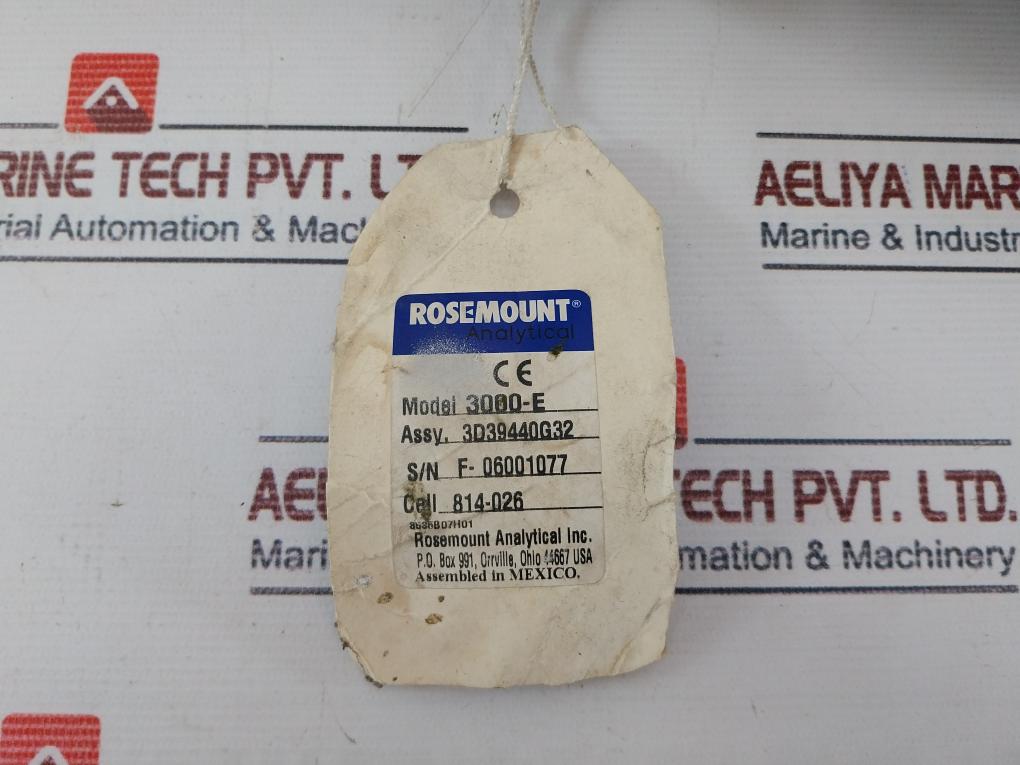 RINE TECH PVT. LT
rial Automation & Mac
AELIYA MAR
Marine & Industr
ROSEMOUNT®
Analytical
CE
Model 3000-E
Assy. 3D39440G32
S/N F- 06001077
Cell 814-026
Rosemount Analytical Inc.
P.O. Box 991, Orrville, Ohio 44667 USA
Assembled in MEXICO.
AEL
TECH PVT. LTD.
Mari
mation & Machinery